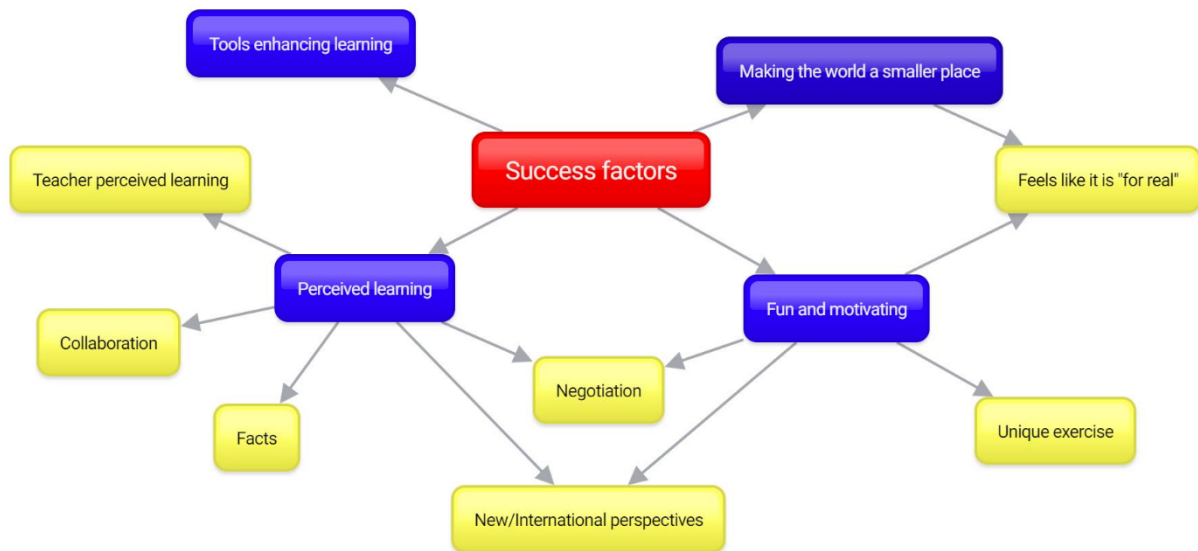 Tools enhancing learning
Making the world a smaller place
Success factors
Teacher perceived learning
Feels like it is "for real"
Perceived learning
Fun and motivating
Collaboration
Negotiation
Facts
Unique exercise
New/International perspectives